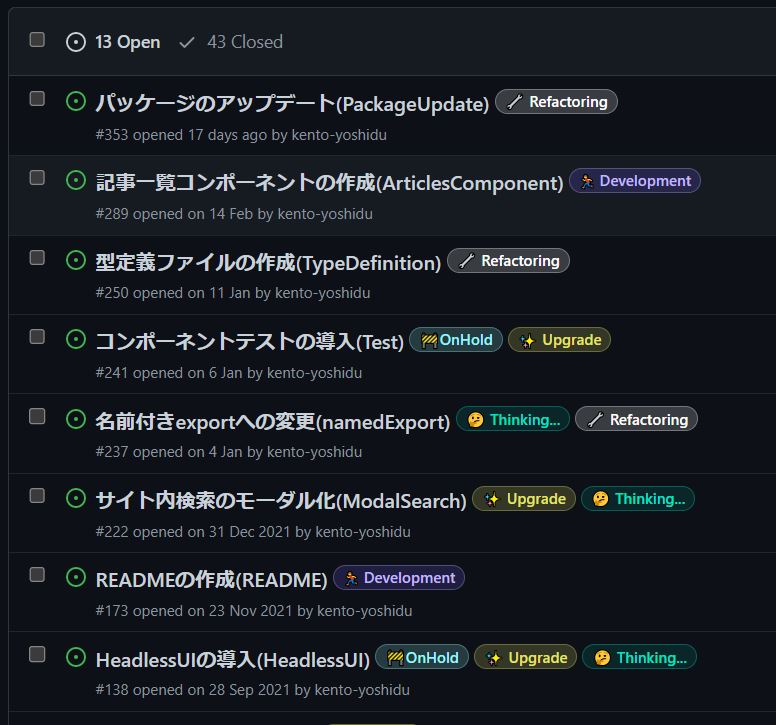 13 Open 43 Closed
パッケージのアップデート(PackageUpdate) Refactoring
#353 opened 17 days ago by kento-yoshidu
記事一覧コンポーネントの作成(ArticlesComponent) Development
#289 opened on 14 Feb by kento-yoshidu
型定義ファイルの作成(TypeDefinition) Refactoring
#250 opened on 11 Jan by kento-yoshidu
コンポーネントテストの導入(Test) OnHold Upgrade
#241 opened on 6 Jan by kento-yoshidu
名前付きexportへの変更(namedExport) Thinking... Refactoring
#237 opened on 4 Jan by kento-yoshidu
サイト内検索のモーダル化(ModalSearch) Upgrade Thinking...
#222 opened on 31 Dec 2021 by kento-yoshidu
READMEの作成(README) Development
#173 opened on 23 Nov 2021 by kento-yoshidu
HeadlessUIの導入(HeadlessUI) OnHold Upgrade Thinking...
#138 opened on 28 Sep 2021 by kento-yoshidu